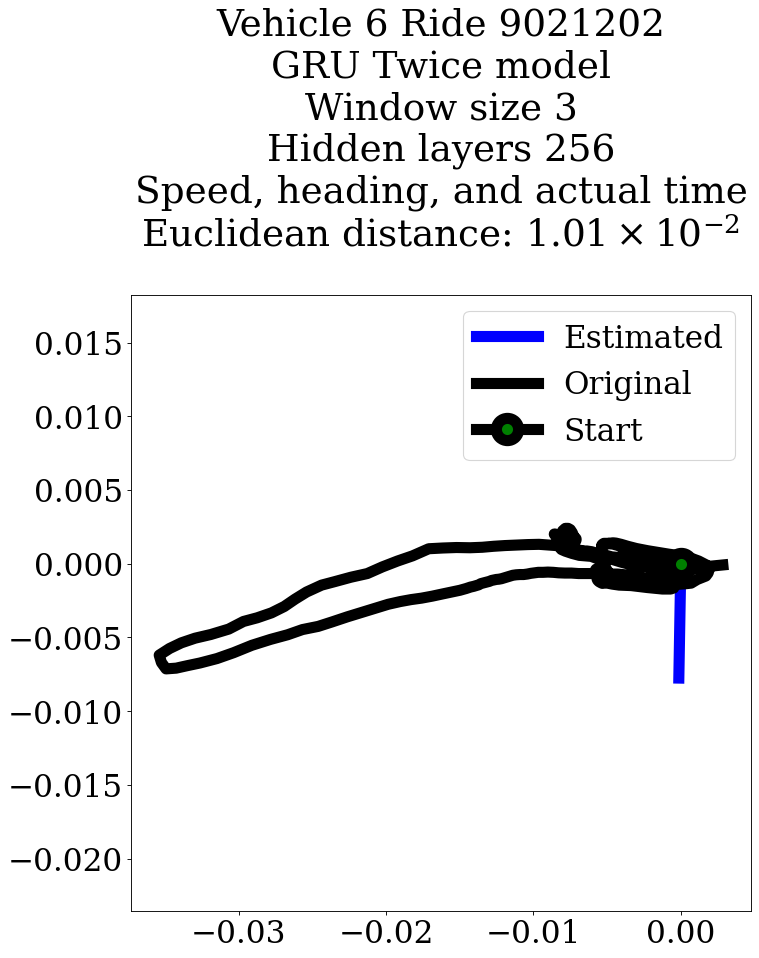 Vehicle 6 Ride 9021202
GRU Twice model
Window size 3
Hidden layers 256
Speed, heading, and actual time
Euclidean distance: 1.01 × 10⁻²
Estimated
Original
Start
0.015
0.010
0.005
0.000
−0.005
−0.010
−0.015
−0.020
−0.03 −0.02 −0.01 0.00